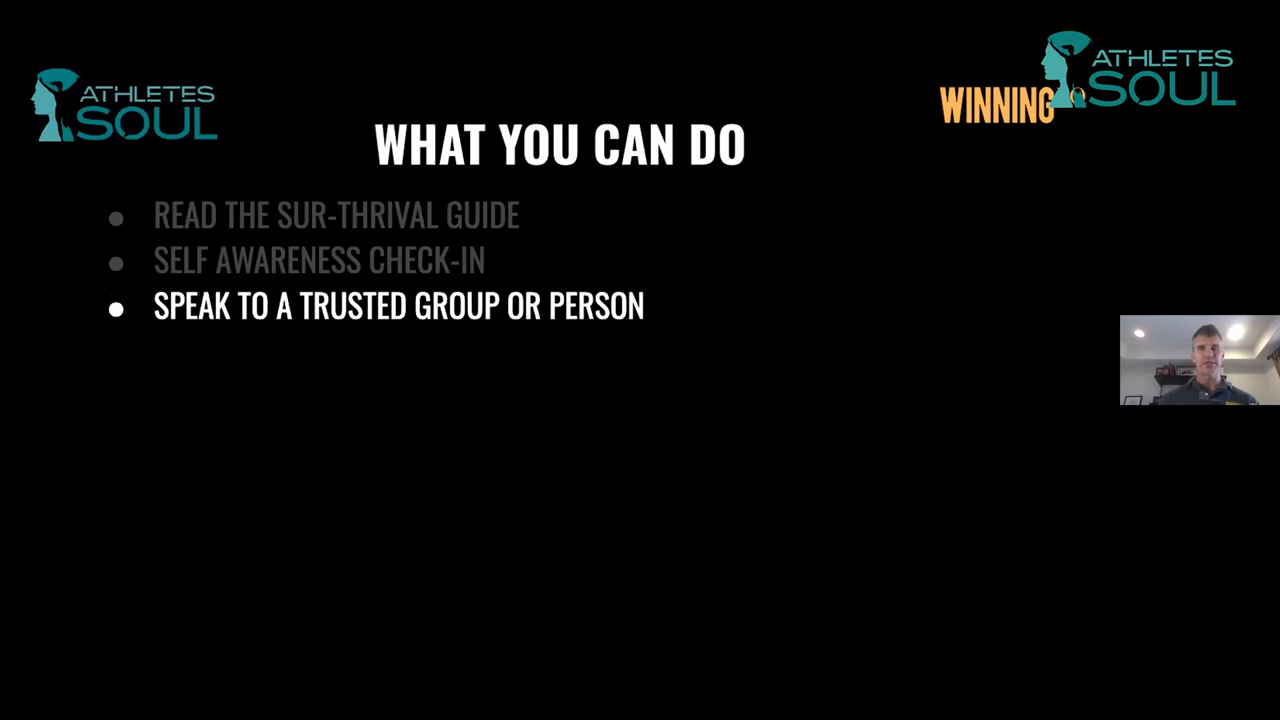 ATHLETES
SOUL
WINNING
ATHLETES
SOUL
WHAT YOU CAN DO
● READ THE SUR-THRIVAL GUIDE
● SELF AWARENESS CHECK-IN
● SPEAK TO A TRUSTED GROUP OR PERSON